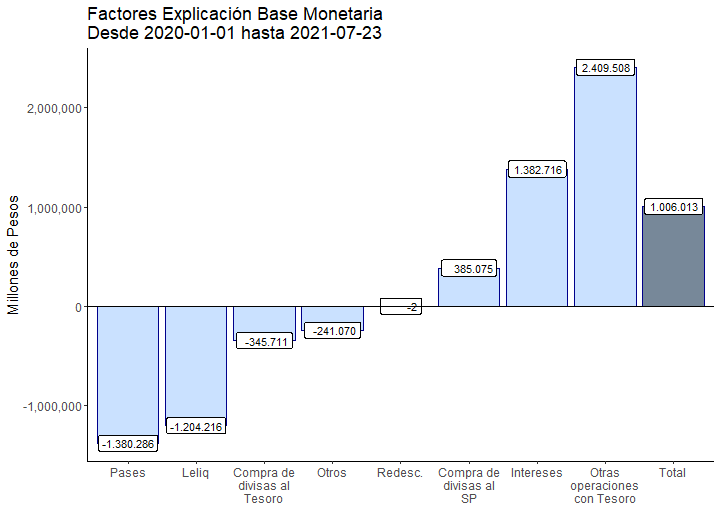 Factores Explicación Base Monetaria
Desde 2020-01-01 hasta 2021-07-23
Millones de Pesos
2,000,000
1,000,000
0
-1,000,000
-1.380.286
-1.204.216
-345.711
-241.070
-2
385.075
1.382.716
2.409.508
1.006.013
Pases
Leliq
Compra de
divisas al
Tesoro
Otros
Redesc.
Compra de
divisas al
SP
Intereses
Otras
operaciones
con Tesoro
Total